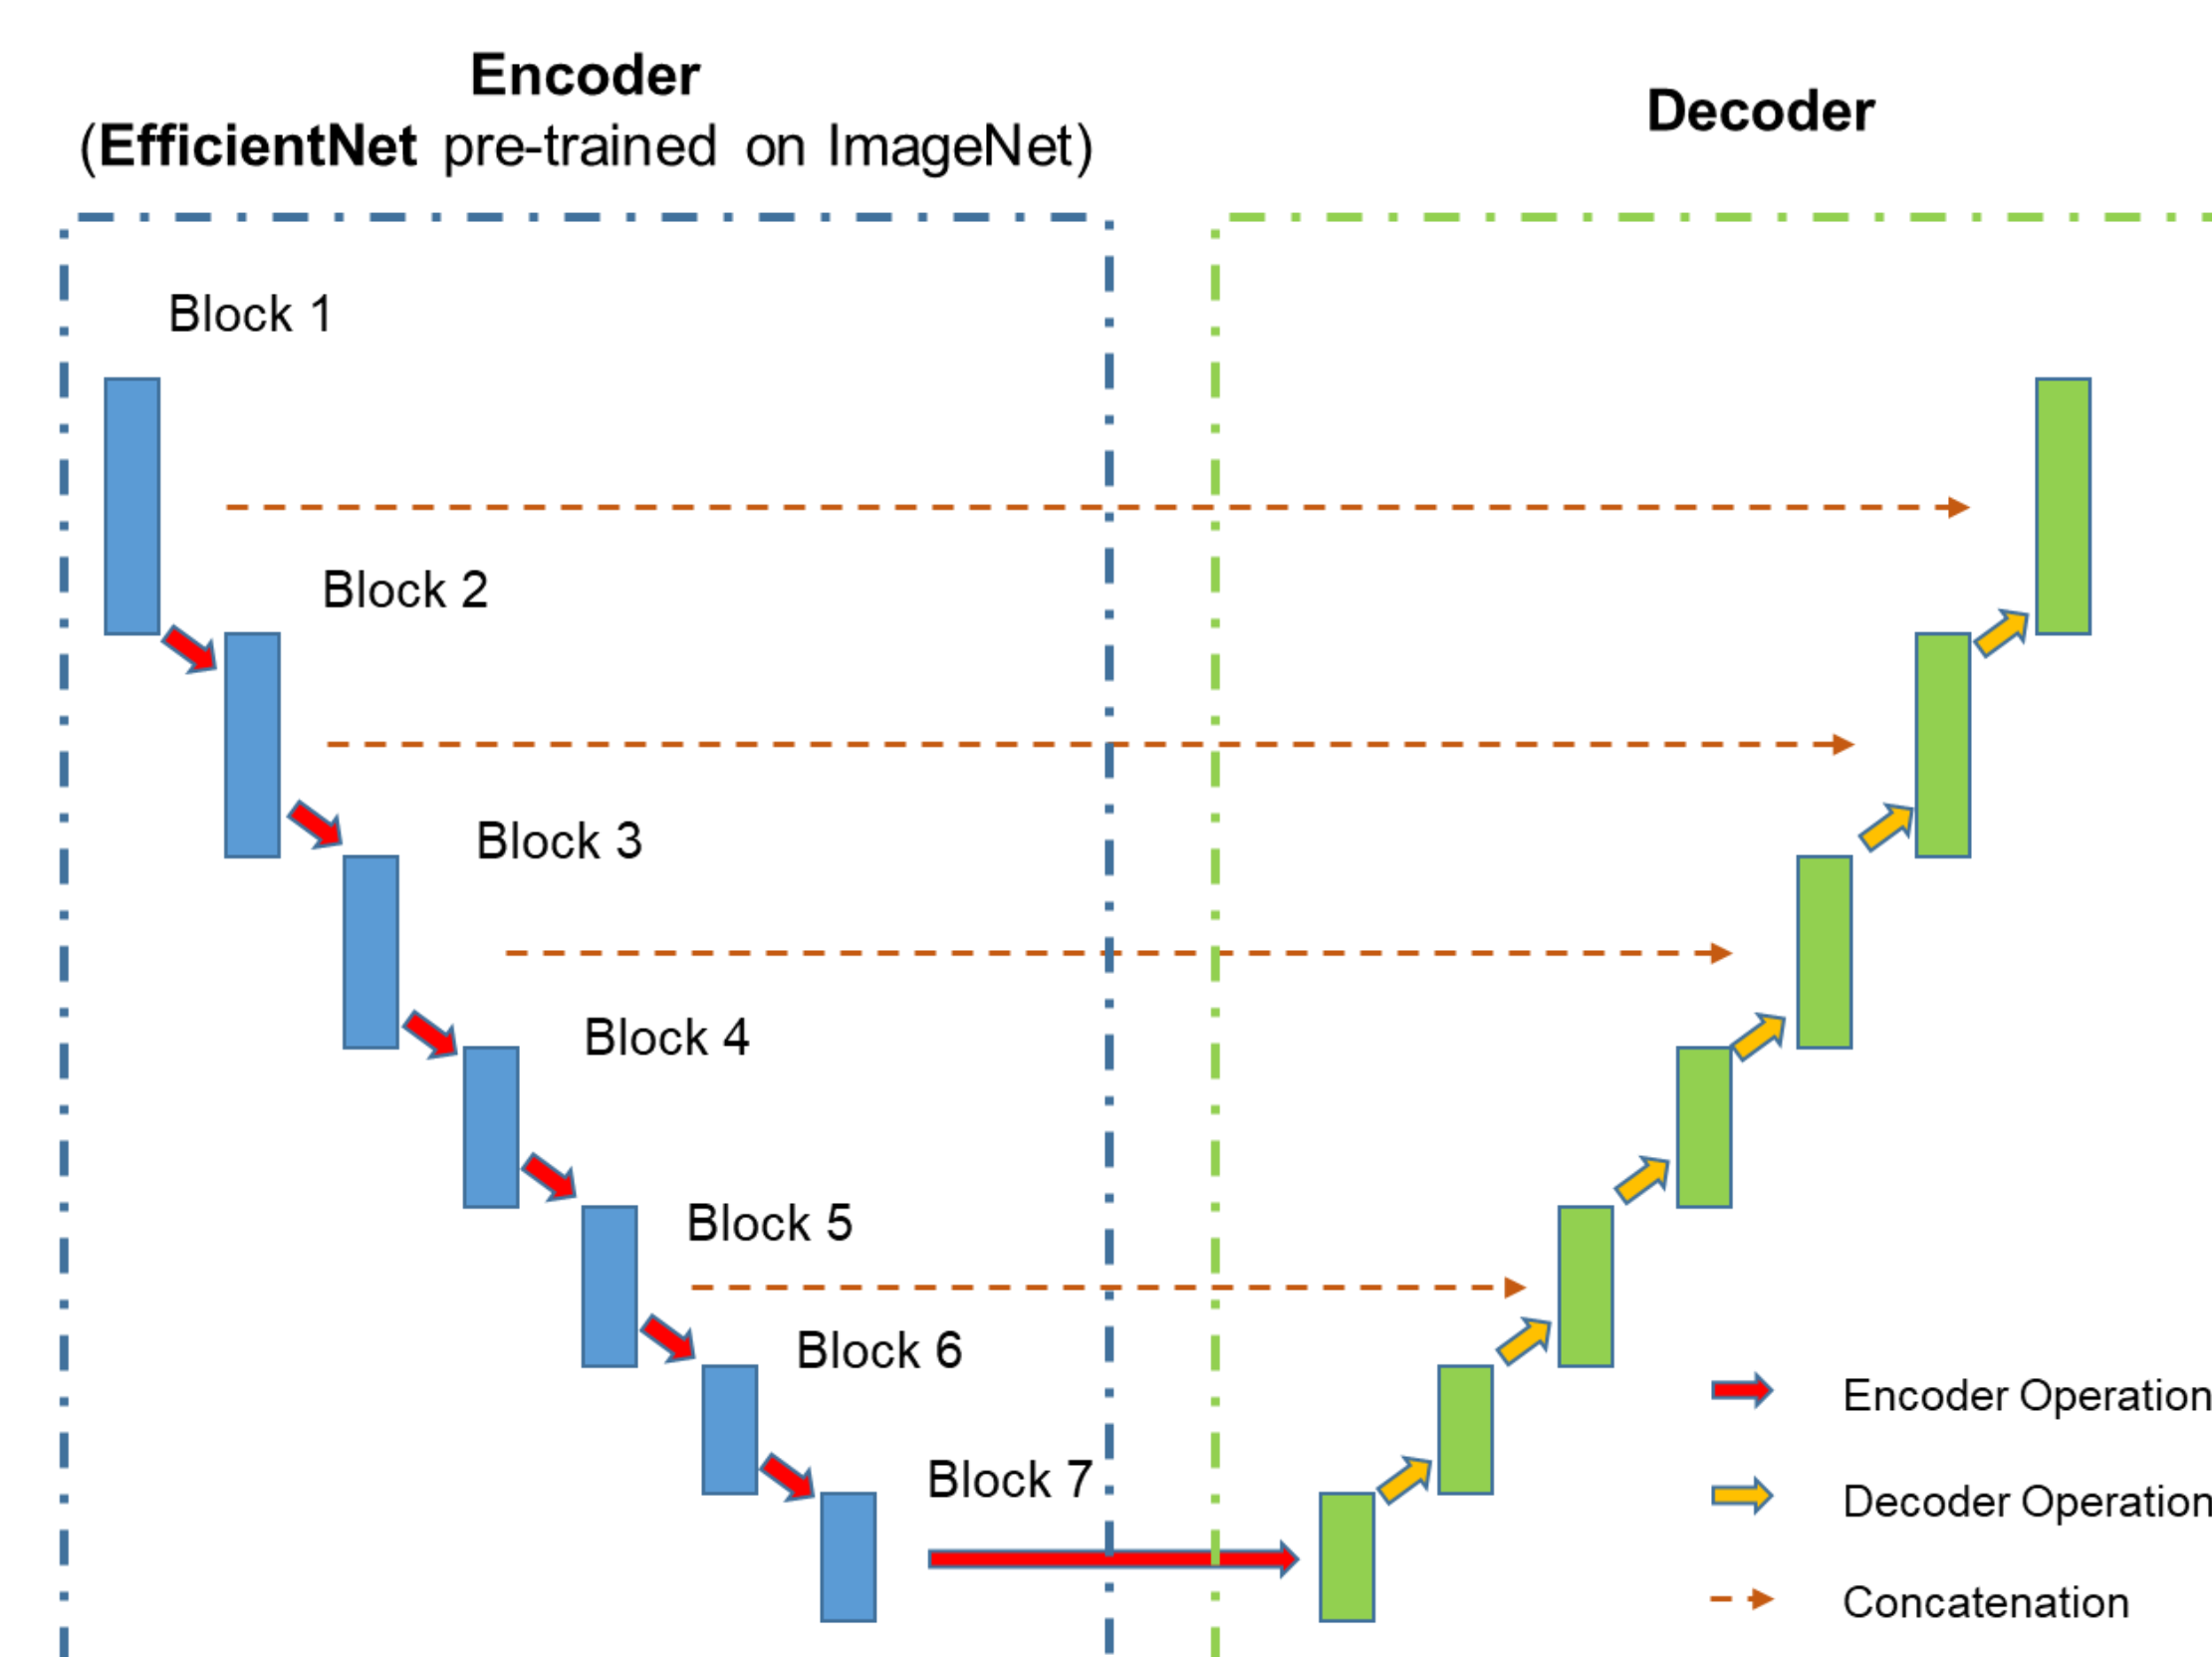 Encoder
(EfficientNet pre-trained on ImageNet)
Decoder
Block 1
Block 2
Block 3
Block 4
Block 5
Block 6
Block 7
Encoder Operation
Decoder Operation
Concatenation